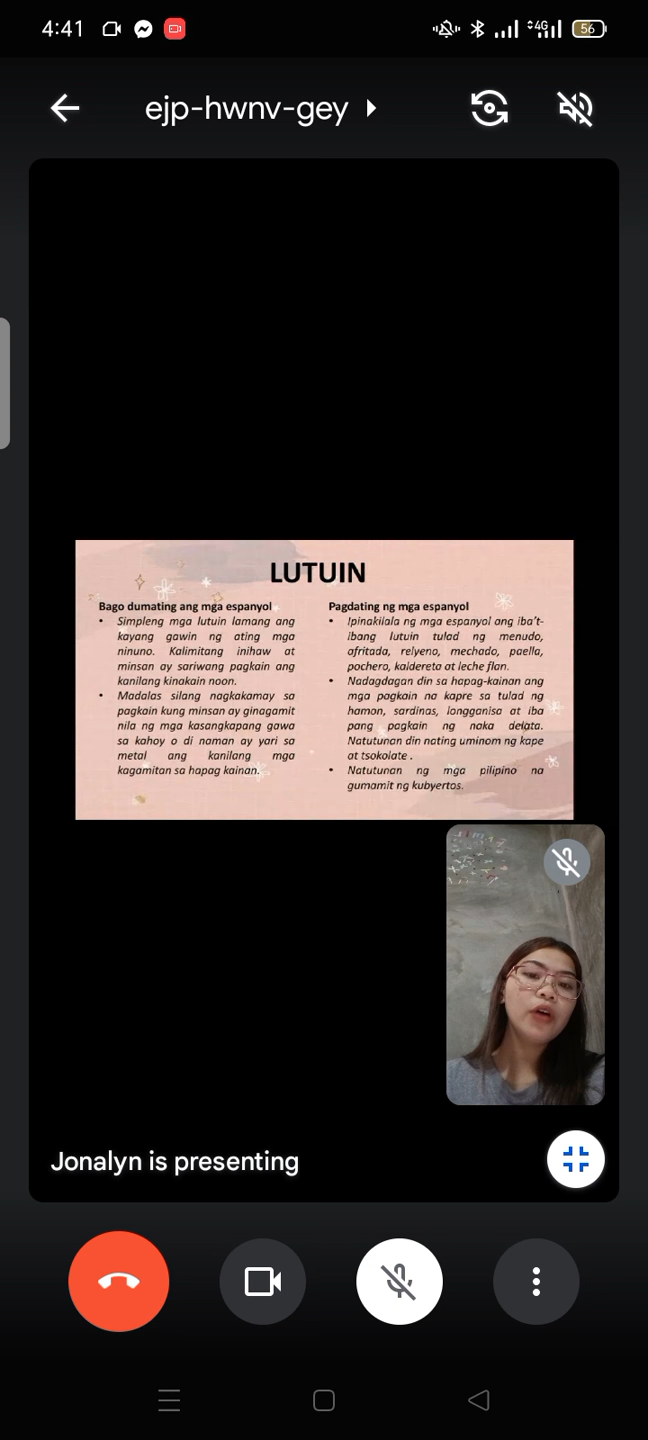 4:41
4G
56
ejp-hwnv-gey
LUTUIN
Bago dumating ang mga espanyol
• Simpleng mga lutuin lamang ang
kayang gawin ng ating mga
ninuno. Kalimitang inihaw at
minsan ay sariwang pagkain ang
kanilang kinakain noon.
• Madalas silang nagkakamay sa
pagkain kung minsan ay ginagamit
nila ng mga kasangkapang gawa
sa kahoy o di naman ay yari sa
metal ang kanilang mga
kagamitan sa hapag kainan.
Pagdating ng mga espanyol
• Ipinakilala ng mga espanyol ang iba't-
ibang lutuin tulad ng menudo,
afritada, relyeno, mechado, paella,
pochero, kaldereta at leche flan.
• Nadagdagan din sa hapag-kainan ang
mga pagkain na kapre sa tulad ng
hamon, sardinas, longganisa at iba
pang pagkain ng naka delata.
Natutunan din nating uminom ng kape
at tsokolate .
• Natutunan ng mga pilipino na
gumamit ng kubyertos.
Jonalyn is presenting